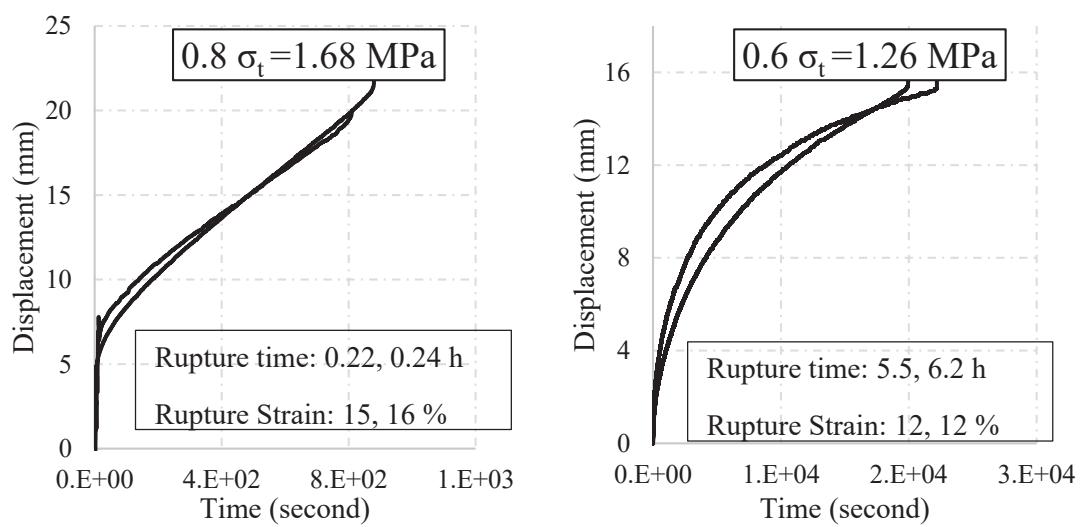 25
20
15
10
5
0
Displacement (mm)
0.8 σt =1.68 MPa
Rupture time: 0.22, 0.24 h
Rupture Strain: 15, 16 %
0.E+00
4.E+02
8.E+02
1.E+03
Time (second)
16
12
8
4
0
Displacement (mm)
0.6 σt =1.26 MPa
Rupture time: 5.5, 6.2 h
Rupture Strain: 12, 12 %
0.E+00
1.E+04
2.E+04
3.E+04
Time (second)